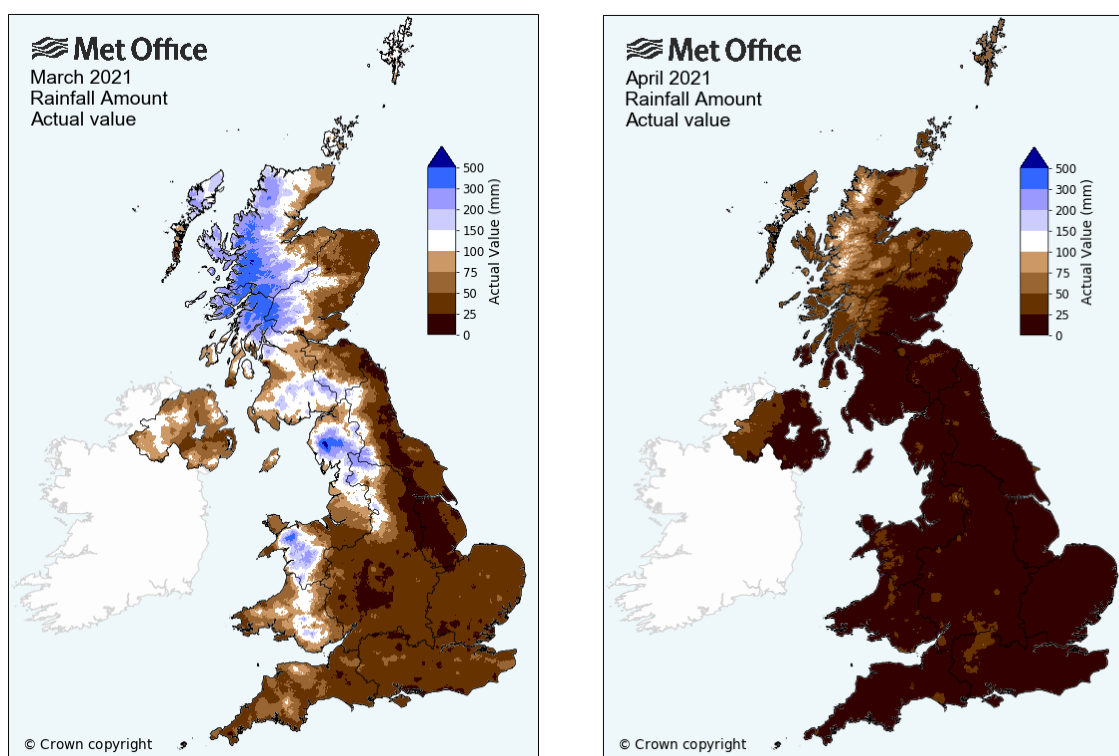 Met Office
March 2021
Rainfall Amount
Actual value
500
300
200
150
100
75
50
25
0
Actual Value (mm)
© Crown copyright
Met Office
April 2021
Rainfall Amount
Actual value
500
300
200
150
100
75
50
25
0
Actual Value (mm)
© Crown copyright